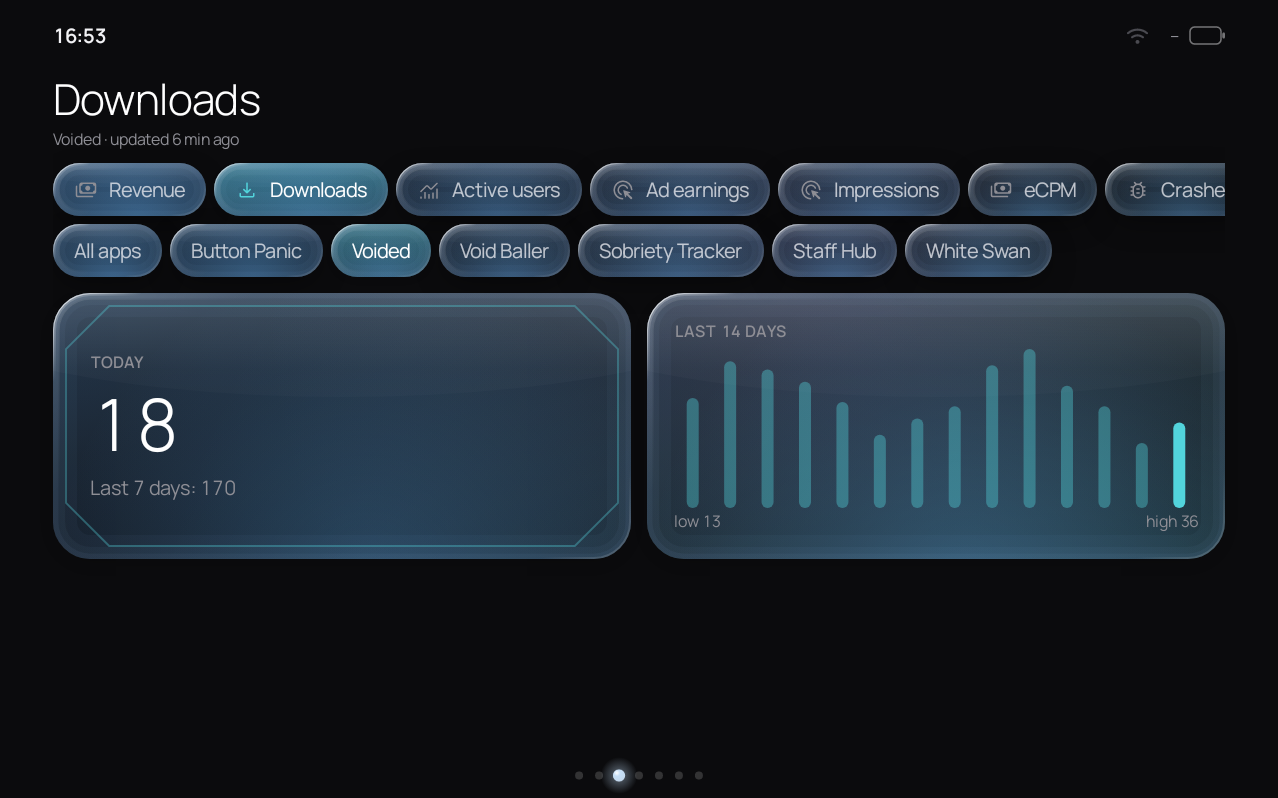 16:53
–
Downloads
Voided · updated 6 min ago
Revenue Downloads Active users Ad earnings Impressions eCPM Crashe
All apps Button Panic Voided Void Baller Sobriety Tracker Staff Hub White Swan
TODAY
18
Last 7 days: 170
LAST 14 DAYS
low 13 high 36